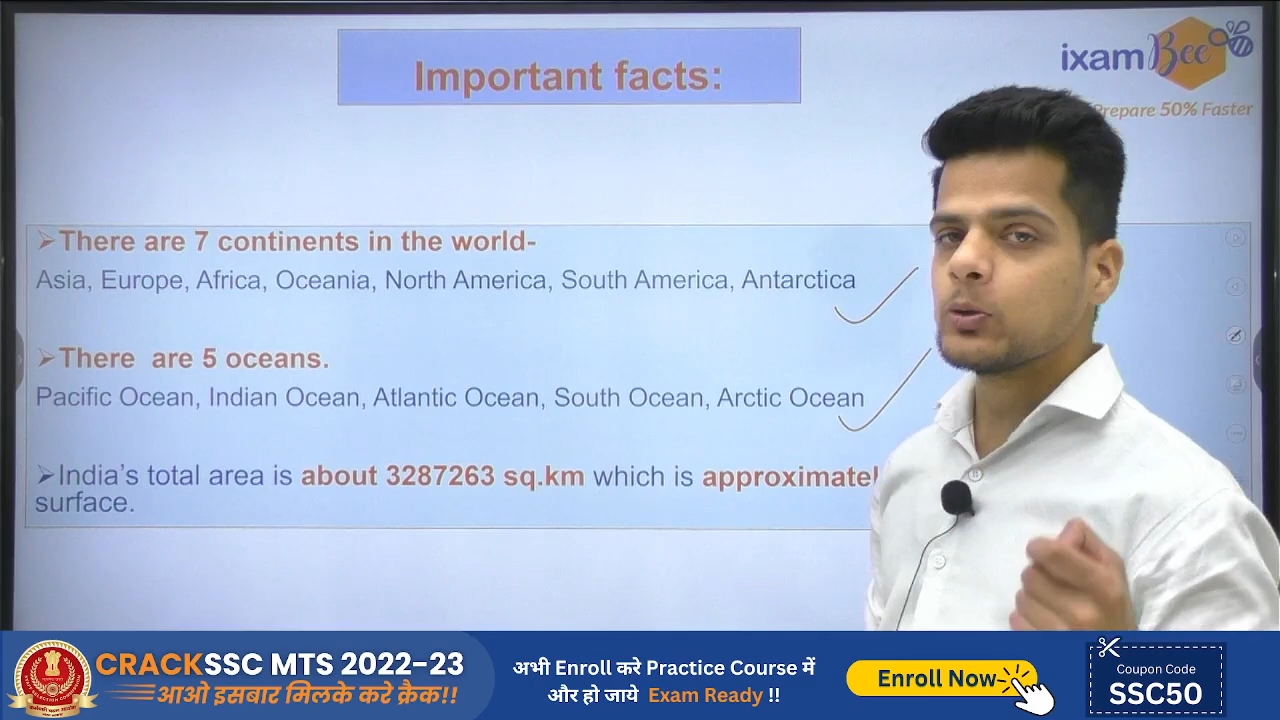 Important facts:
ixamBee
Prepare 50% Faster
➢There are 7 continents in the world-
Asia, Europe, Africa, Oceania, North America, South America, Antarctica
➢There are 5 oceans.
Pacific Ocean, Indian Ocean, Atlantic Ocean, South Ocean, Arctic Ocean
➢India's total area is about 3287263 sq.km which is approximatel
surface.
CRACKSSC MTS 2022-23
आओ इसबार मिलके करे क्रैक!!
अभी Enroll करे Practice Course में
और हो जाये Exam Ready !!
Enroll Now
Coupon Code
SSC50